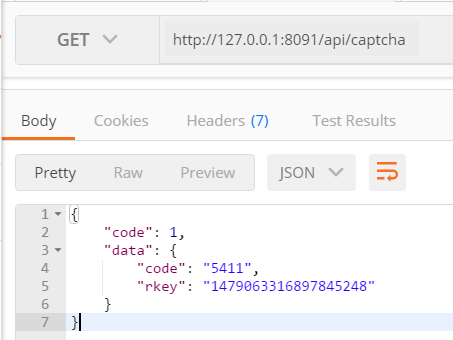 GET http://127.0.0.1:8091/api/captcha
Body Cookies Headers (7) Test Results
Pretty Raw Preview JSON
1 {
2 "code": 1,
3 "data": {
4 "code": "5411",
5 "rkey": "1479063316897845248"
6 }
7 }